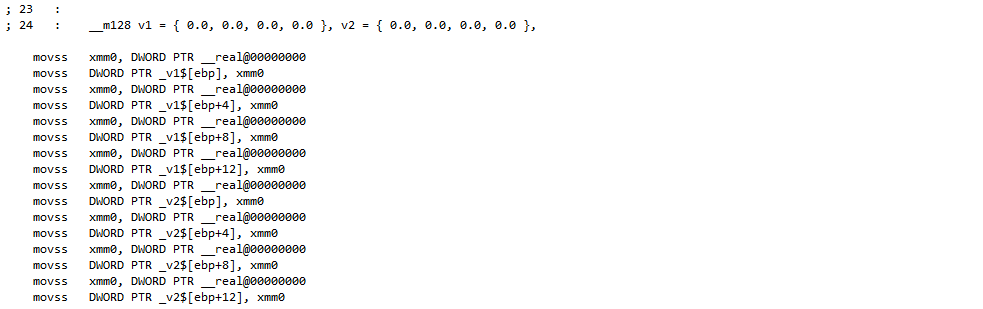 ; 23   :
; 24   :    __m128 v1 = { 0.0, 0.0, 0.0, 0.0 }, v2 = { 0.0, 0.0, 0.0, 0.0 },
movss   xmm0, DWORD PTR __real@00000000
movss   DWORD PTR _v1$[ebp], xmm0
movss   xmm0, DWORD PTR __real@00000000
movss   DWORD PTR _v1$[ebp+4], xmm0
movss   xmm0, DWORD PTR __real@00000000
movss   DWORD PTR _v1$[ebp+8], xmm0
movss   xmm0, DWORD PTR __real@00000000
movss   DWORD PTR _v1$[ebp+12], xmm0
movss   xmm0, DWORD PTR __real@00000000
movss   DWORD PTR _v2$[ebp], xmm0
movss   xmm0, DWORD PTR __real@00000000
movss   DWORD PTR _v2$[ebp+4], xmm0
movss   xmm0, DWORD PTR __real@00000000
movss   DWORD PTR _v2$[ebp+8], xmm0
movss   xmm0, DWORD PTR __real@00000000
movss   DWORD PTR _v2$[ebp+12], xmm0